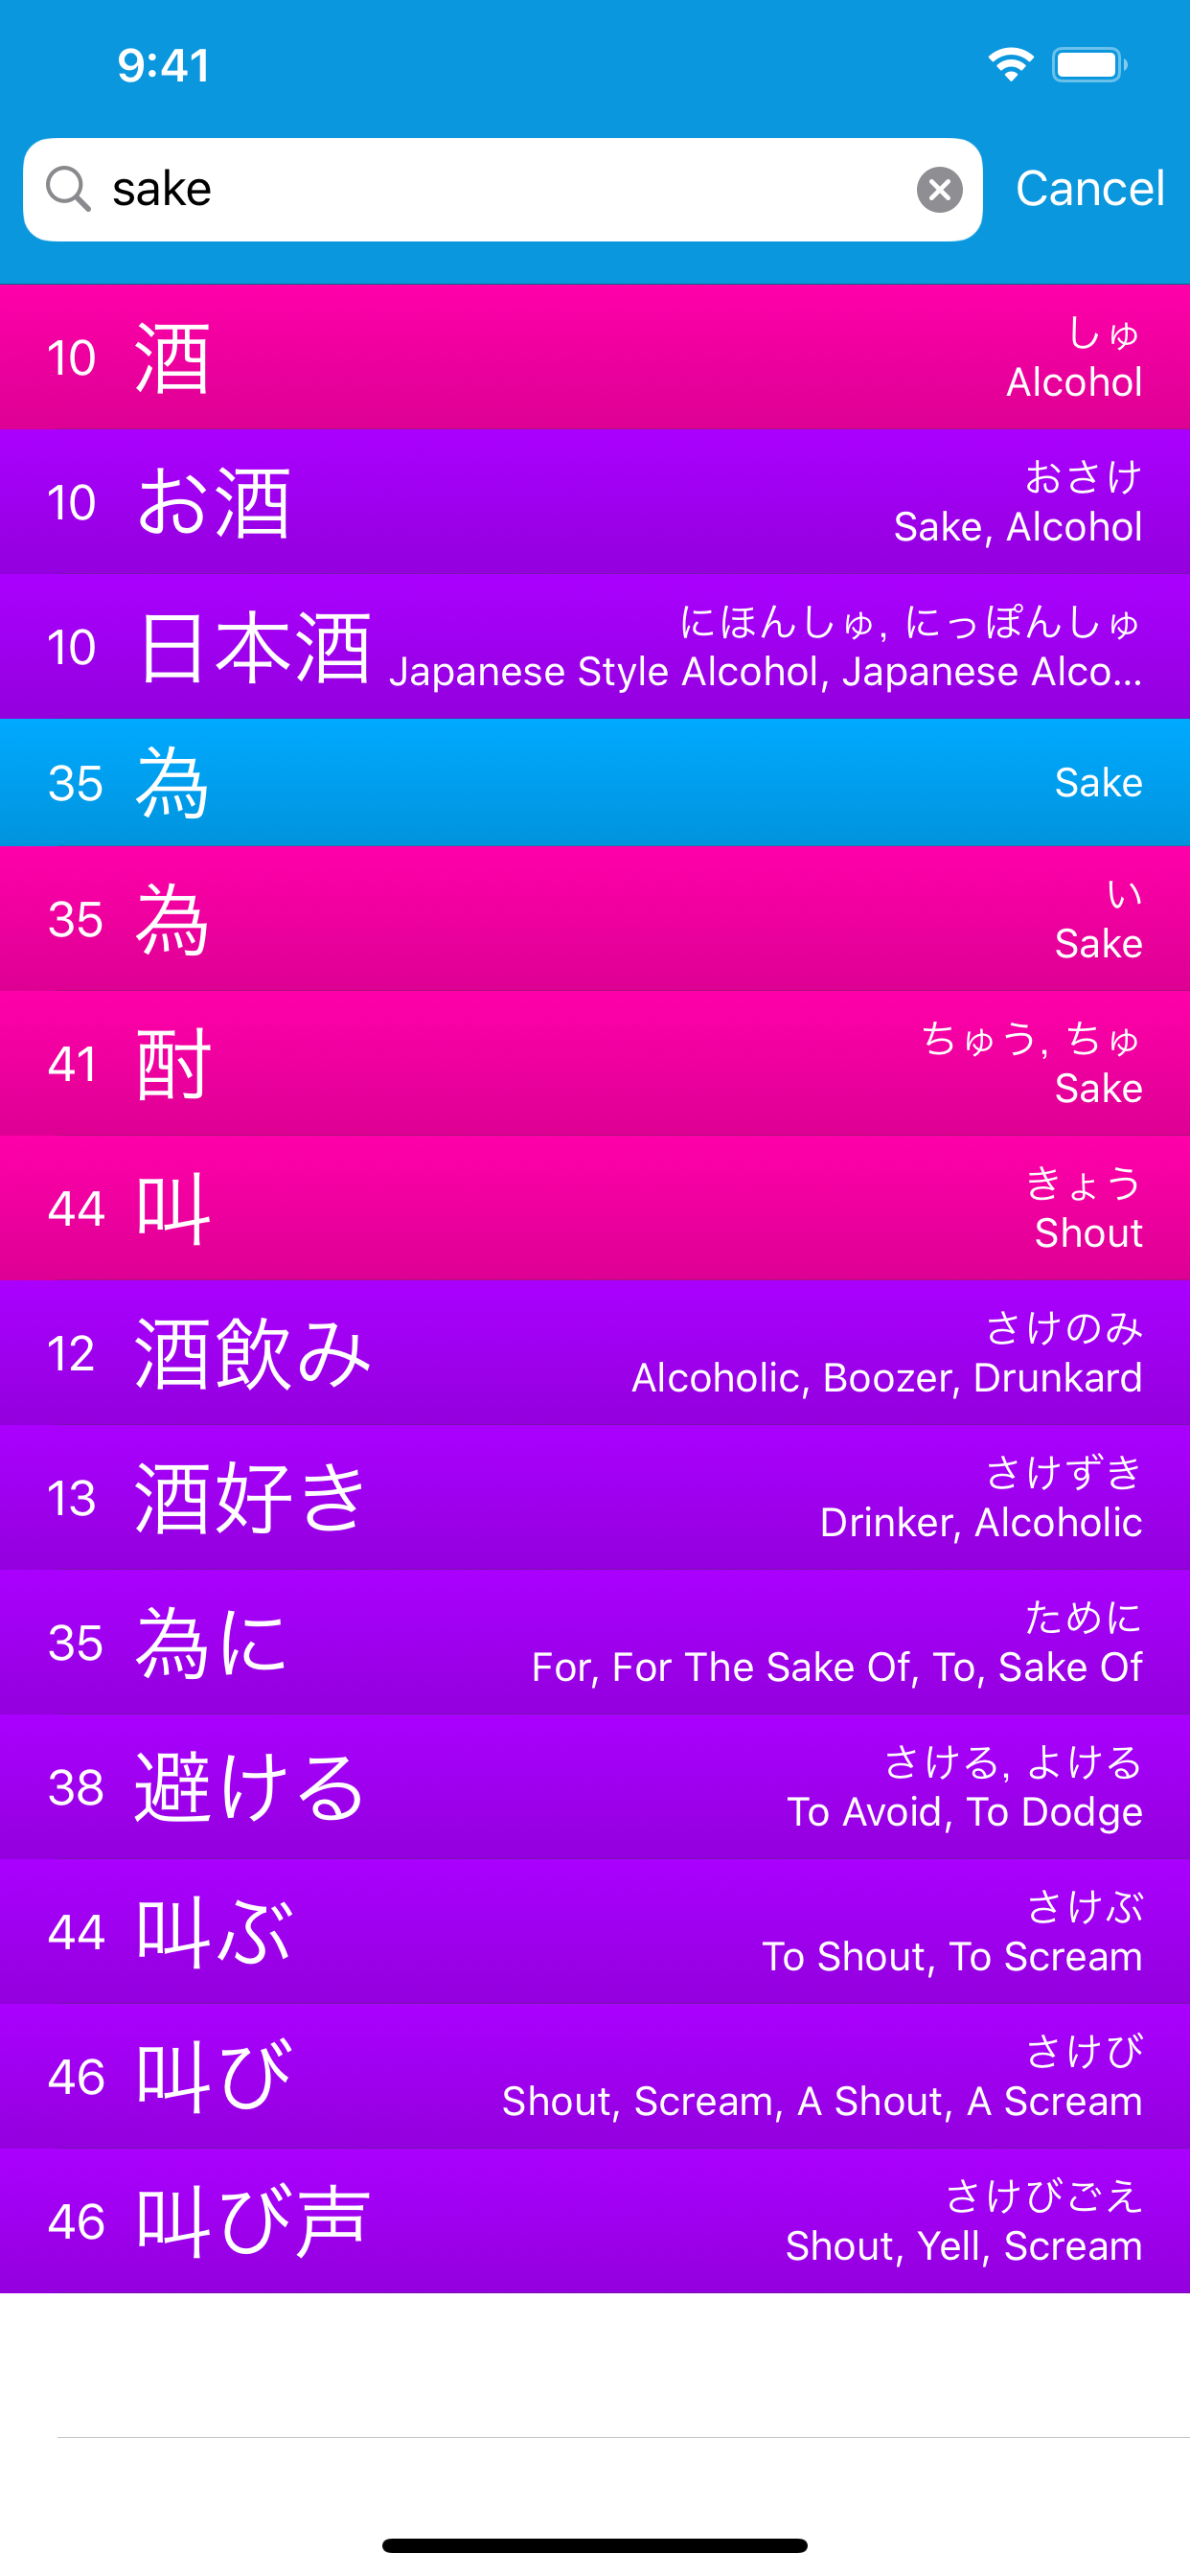 9:41
sake
Cancel
10 酒
しゅ
Alcohol
10 お酒
おさけ
Sake, Alcohol
10 日本酒
にほんしゅ, にっぽんしゅ
Japanese Style Alcohol, Japanese Alco...
35 為
Sake
35 為
い
Sake
41 酎
ちゅう, ちゅ
Sake
44 叫
きょう
Shout
12 酒飲み
さけのみ
Alcoholic, Boozer, Drunkard
13 酒好き
さけずき
Drinker, Alcoholic
35 為に
ために
For, For The Sake Of, To, Sake Of
38 避ける
さける, よける
To Avoid, To Dodge
44 叫ぶ
さけぶ
To Shout, To Scream
46 叫び
さけび
Shout, Scream, A Shout, A Scream
46 叫び声
さけびごえ
Shout, Yell, Scream